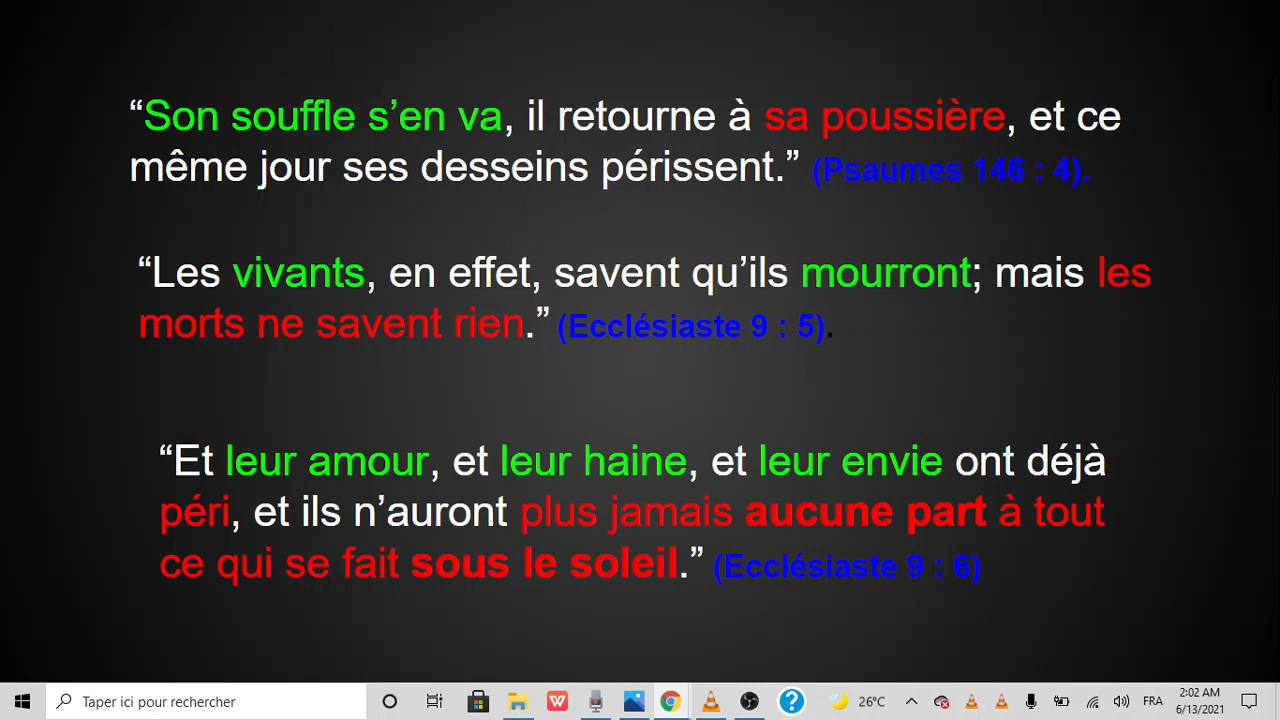 “Son souffle s’en va, il retourne à sa poussière, et ce
même jour ses desseins périssent.” (Psaumes 146 : 4).
“Les vivants, en effet, savent qu’ils mourront; mais les
morts ne savent rien.” (Ecclésiaste 9 : 5).
“Et leur amour, et leur haine, et leur envie ont déjà
péri, et ils n’auront plus jamais aucune part à tout
ce qui se fait sous le soleil.” (Ecclésiaste 9 : 6)
Taper ici pour rechercher
26°C
FRA
2:02 AM
6/13/2021